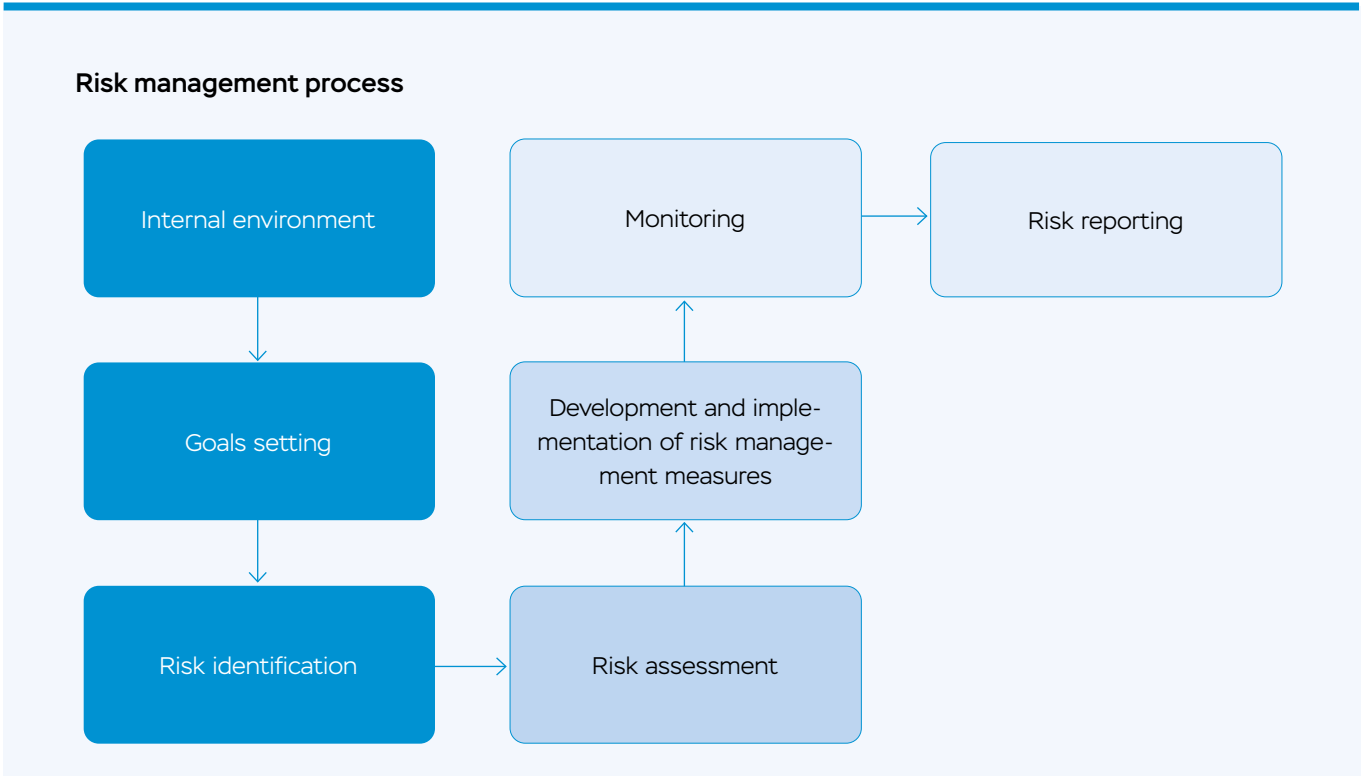 Risk management process
Internal environment
Goals setting
Risk identification
Risk assessment
Development and imple-
mentation of risk manage-
ment measures
Monitoring
Risk reporting